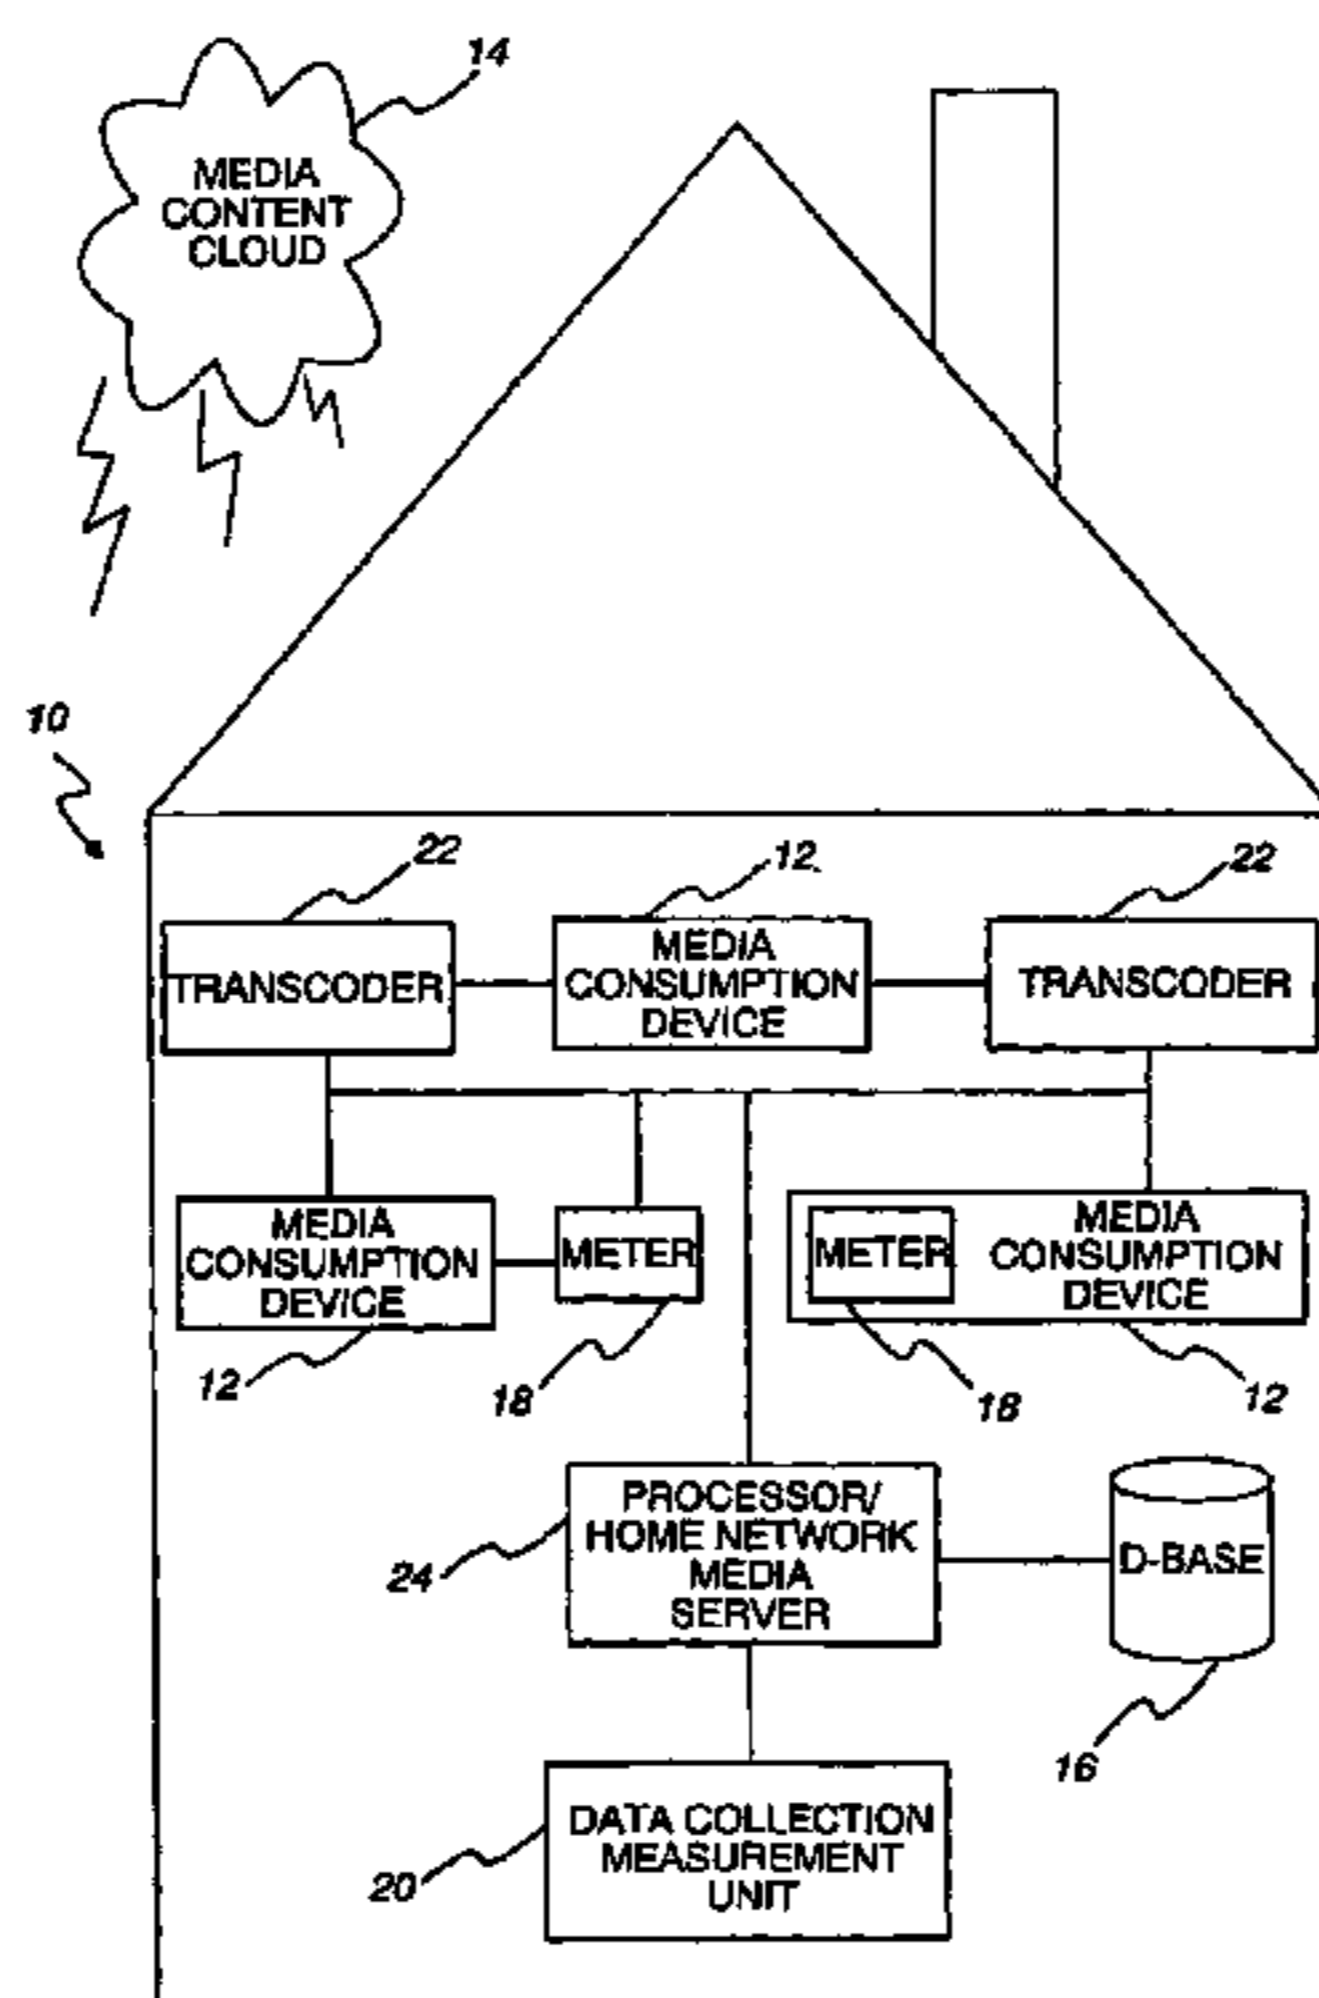 14
MEDIA
CONTENT
CLOUD
10
22
12
22
TRANSCODER
MEDIA
CONSUMPTION
DEVICE
TRANSCODER
MEDIA
CONSUMPTION
DEVICE
METER
METER
MEDIA
CONSUMPTION
DEVICE
12
18
18
12
PROCESSOR/
HOME NETWORK
MEDIA
SERVER
24
D-BASE
16
DATA COLLECTION
MEASUREMENT
UNIT
20